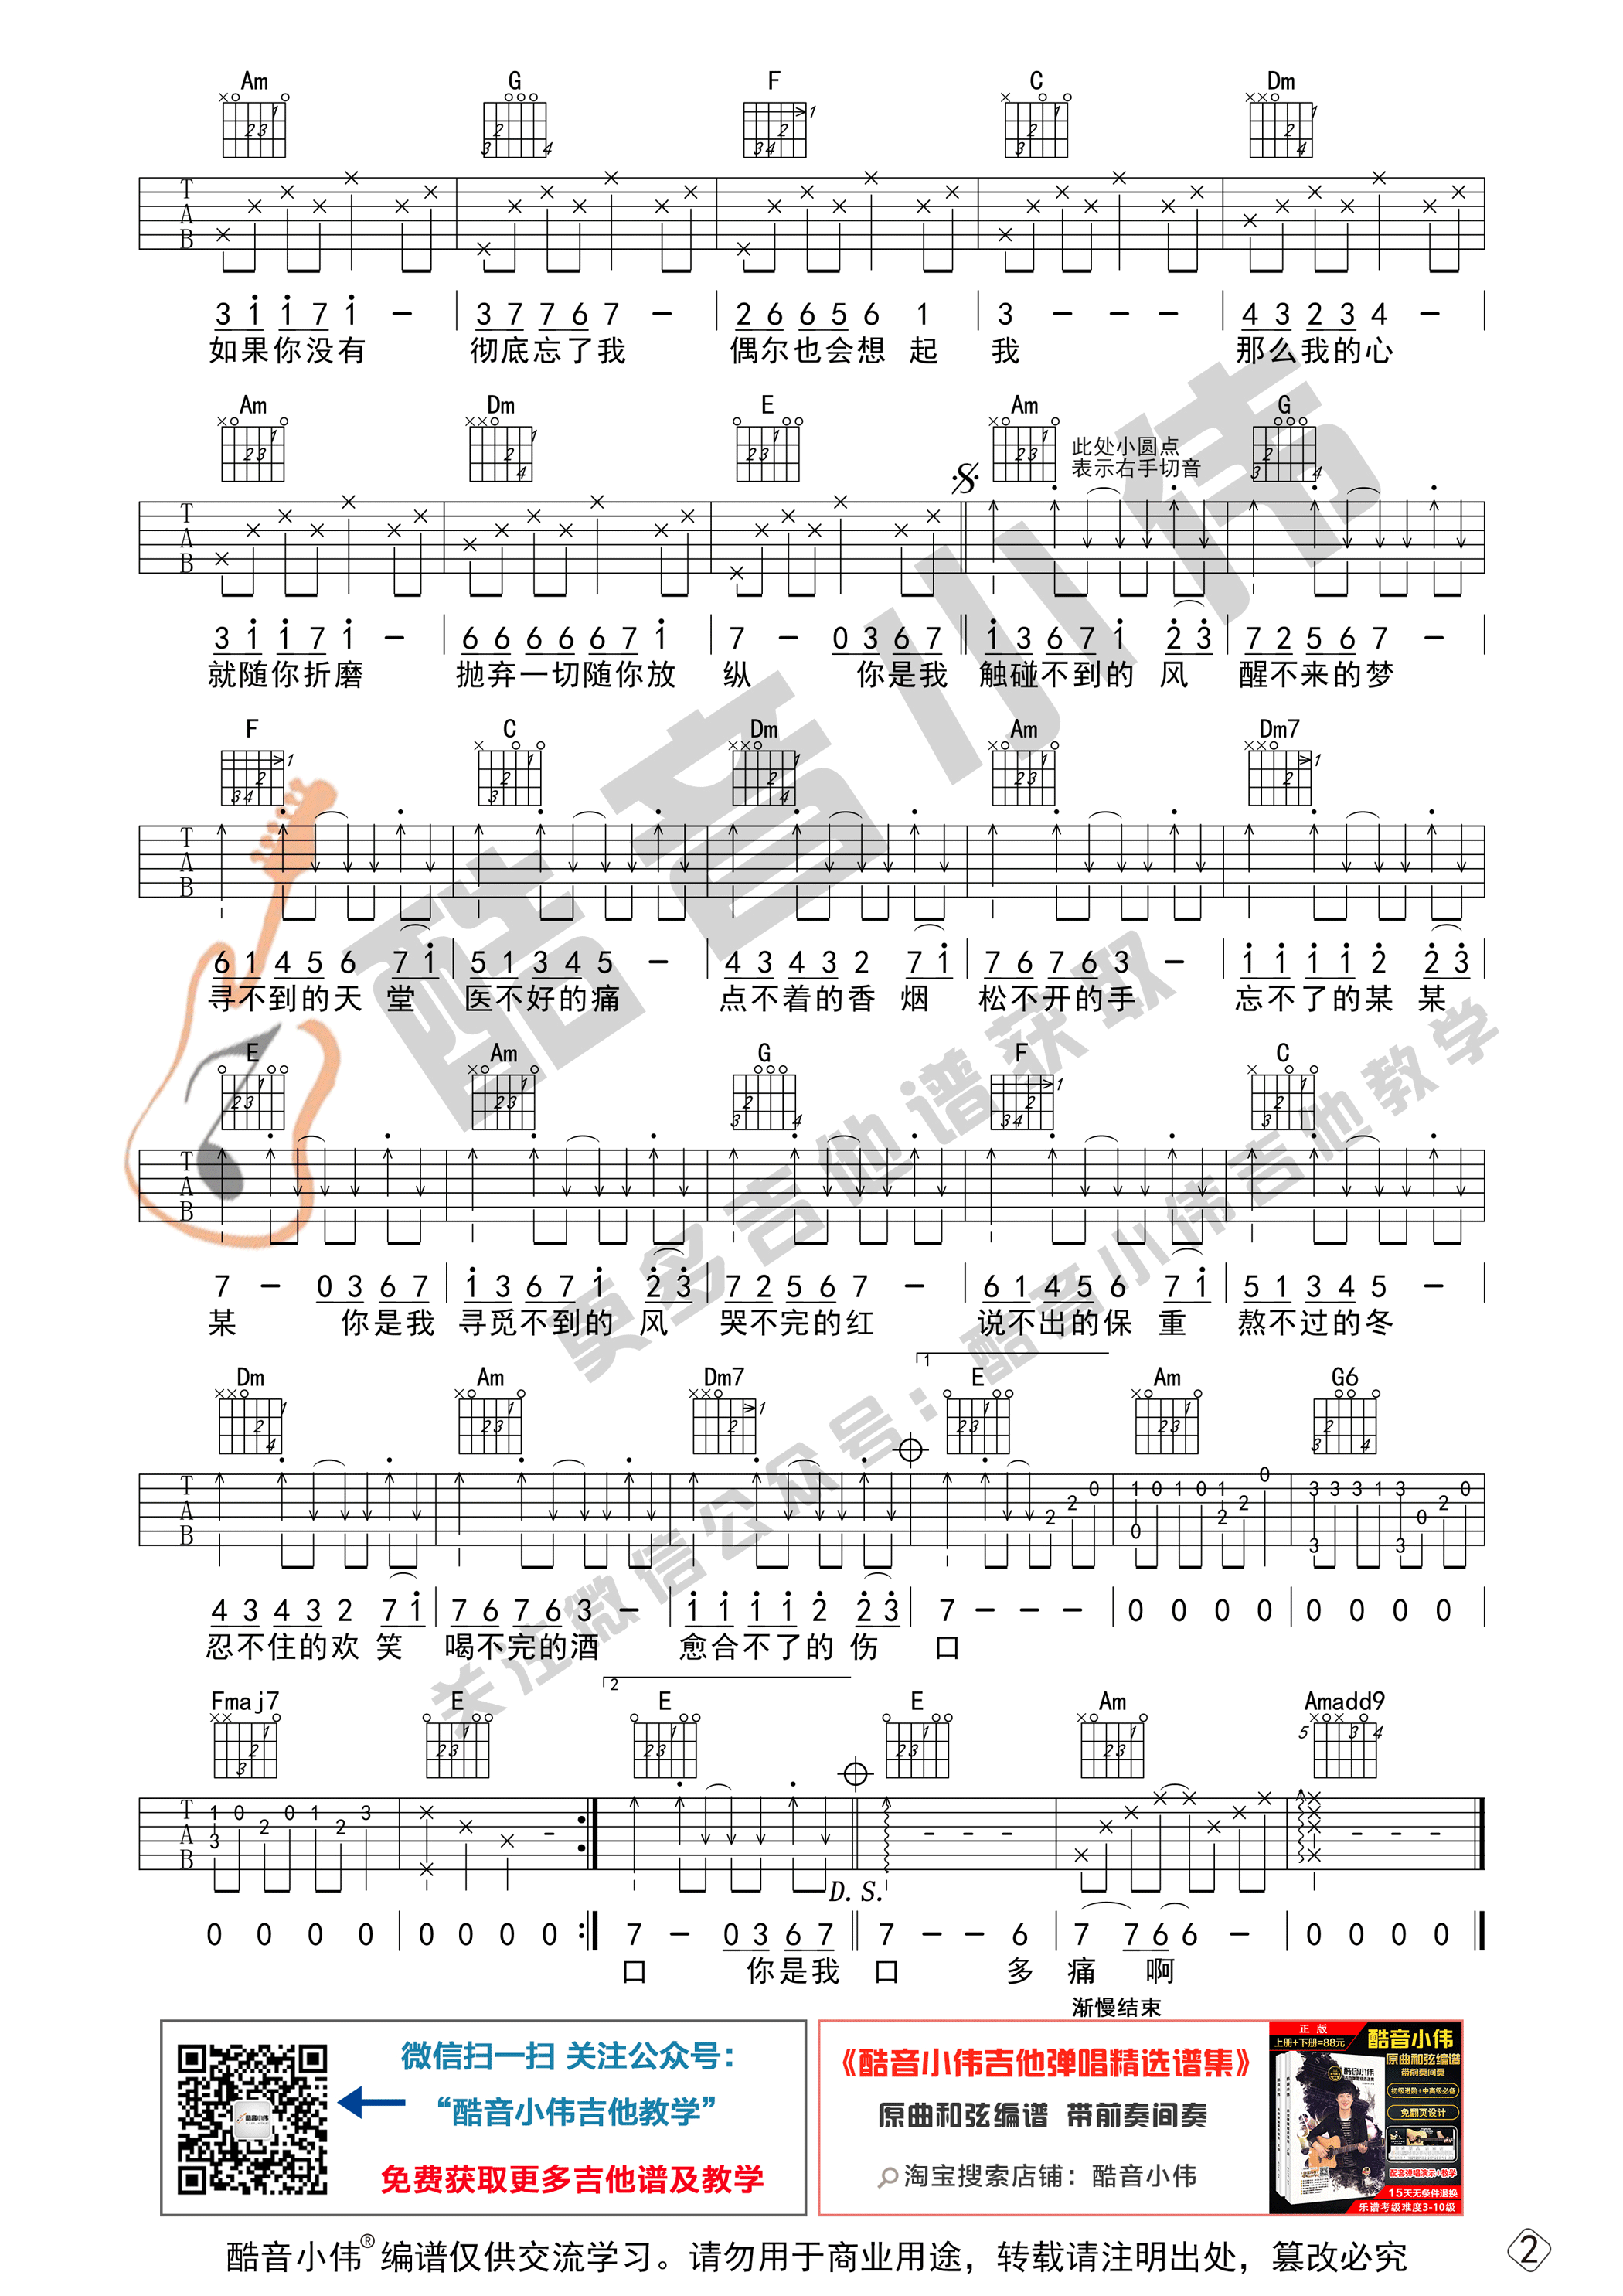 Am G F C Dm
T
A
B
3 1 1 7 1 - 3 7 7 6 7 - 2 6 6 5 6 1 3 - - - 4 3 2 3 4 -
如果你没有 彻底忘了我 偶尔也会想 起 我 那么我的心
Am Dm E Am 此处小圆点 G
表示右手切音
T
A
B
3 1 1 7 1 - 6 6 6 6 6 7 1 7 - 0 3 6 7 1 3 6 7 1 2 3 7 2 5 6 7 -
就随你折磨 抛弃一切随你放 纵 你是我 触碰不到的 风 醒不来的梦
F C Dm Am Dm7
T
A
B
6 1 4 5 6 7 1 5 1 3 4 5 - 4 3 4 3 2 7 1 7 6 7 6 3 - 1 1 1 1 2 2 3
寻不到的天 堂 医不好的痛 点不着的香 烟 松不开的手 忘不了的某 某
E Am G F C
T
A
B
7 - 0 3 6 7 1 3 6 7 1 2 3 7 2 5 6 7 - 6 1 4 5 6 7 1 5 1 3 4 5 -
某 你是我 寻觅不到的 风 哭不完的红 说不出的保 重 熬不过的冬
1
Dm Am Dm7 E Am G6
T
A
B
4 3 4 3 2 7 1 7 6 7 6 3 - 1 1 1 1 2 2 3 7 - - - 0 0 0 0 0 0 0 0
忍不住的欢 笑 喝不完的酒 愈合不了的 伤 口
2
Fmaj7 E E E Am Amadd9
5
T
A
B
D. S.
0 0 0 0 0 0 0 0 7 - 0 3 6 7 7 - - 6 7 7 6 6 - 0 0 0 0
口 你是我 口 多 痛 啊
渐慢结束
酷音小伟
更多吉他谱获取
关注微信公众号：酷音小伟吉他教学
微信扫一扫 关注公众号：
“酷音小伟吉他教学”
免费获取更多吉他谱及教学
酷音小伟
《酷音小伟吉他弹唱精选谱集》
原曲和弦编谱 带前奏间奏
淘宝搜索店铺：酷音小伟
正 版
上册+下册=88元
酷音小伟
原曲和弦编谱
带前奏间奏
初级进阶 中高级必备
免翻页设计
配套弹唱演示+教学
15天无条件退换
乐谱考级难度3-10级
酷音小伟® 编谱仅供交流学习。请勿用于商业用途，转载请注明出处，篡改必究
2